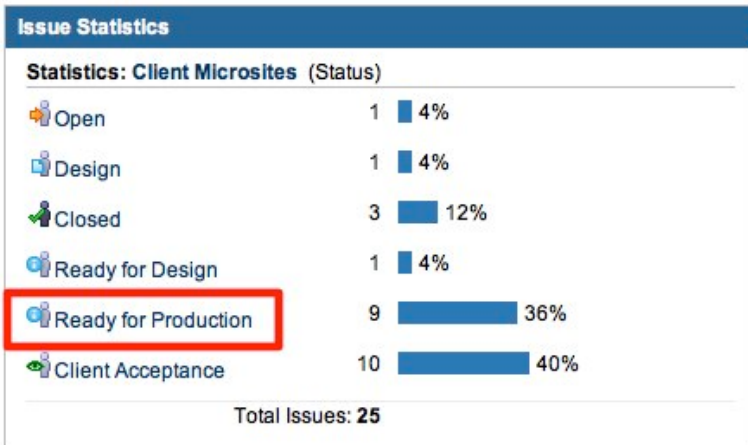 Issue Statistics
Statistics: Client Microsites (Status)
Open 1 4%
Design 1 4%
Closed 3 12%
Ready for Design 1 4%
Ready for Production 9 36%
Client Acceptance 10 40%
Total Issues: 25